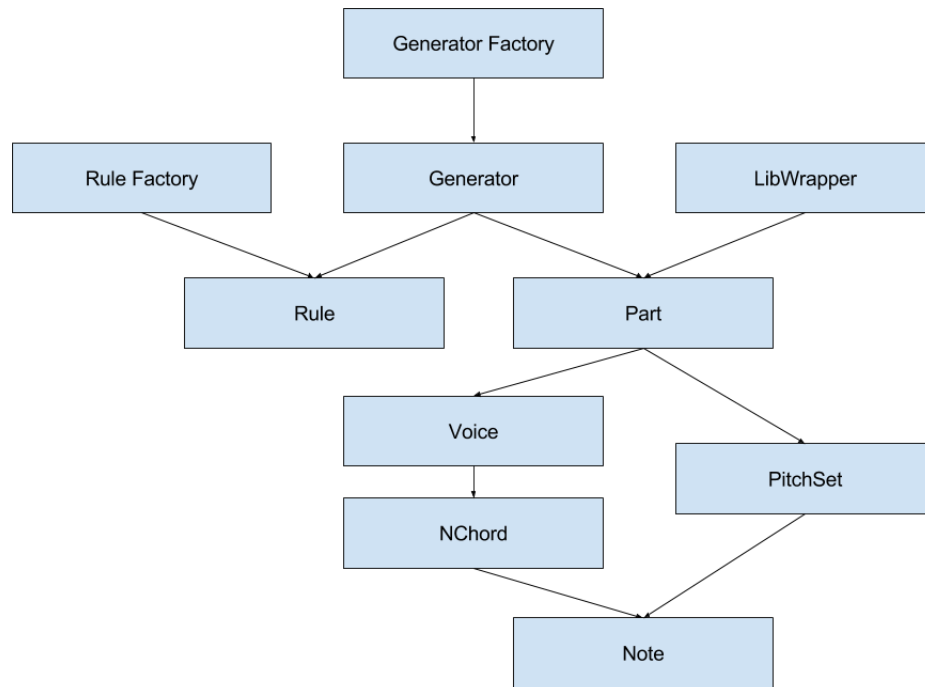 Generator Factory
Rule Factory
Generator
LibWrapper
Rule
Part
Voice
PitchSet
NChord
Note